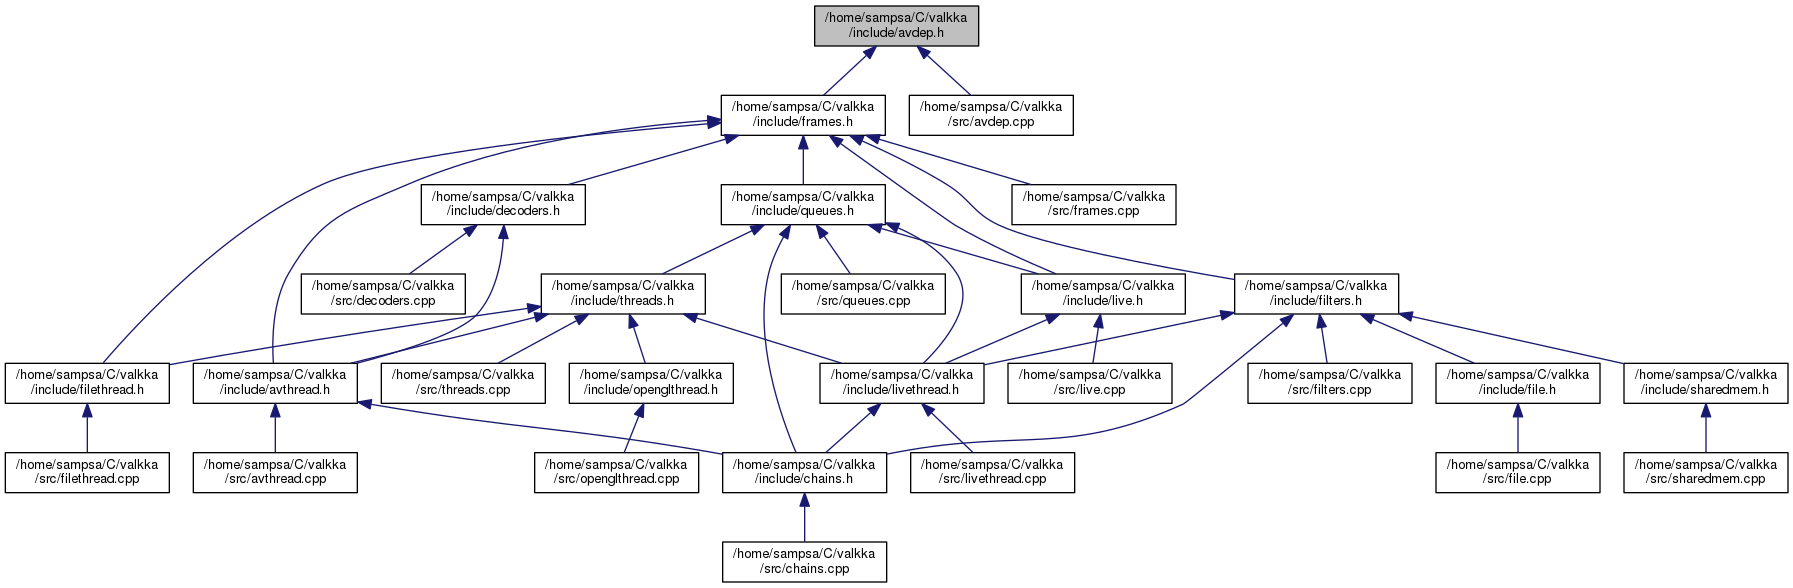 /home/sampsa/C/valkka
/include/avdep.h
/home/sampsa/C/valkka
/include/frames.h
/home/sampsa/C/valkka
/src/avdep.cpp
/home/sampsa/C/valkka
/include/decoders.h
/home/sampsa/C/valkka
/include/queues.h
/home/sampsa/C/valkka
/src/frames.cpp
/home/sampsa/C/valkka
/src/decoders.cpp
/home/sampsa/C/valkka
/include/threads.h
/home/sampsa/C/valkka
/src/queues.cpp
/home/sampsa/C/valkka
/include/live.h
/home/sampsa/C/valkka
/include/filters.h
/home/sampsa/C/valkka
/include/filethread.h
/home/sampsa/C/valkka
/include/avthread.h
/home/sampsa/C/valkka
/src/threads.cpp
/home/sampsa/C/valkka
/include/openglthread.h
/home/sampsa/C/valkka
/include/livethread.h
/home/sampsa/C/valkka
/src/live.cpp
/home/sampsa/C/valkka
/src/filters.cpp
/home/sampsa/C/valkka
/include/file.h
/home/sampsa/C/valkka
/include/sharedmem.h
/home/sampsa/C/valkka
/src/filethread.cpp
/home/sampsa/C/valkka
/src/avthread.cpp
/home/sampsa/C/valkka
/src/openglthread.cpp
/home/sampsa/C/valkka
/include/chains.h
/home/sampsa/C/valkka
/src/livethread.cpp
/home/sampsa/C/valkka
/src/file.cpp
/home/sampsa/C/valkka
/src/sharedmem.cpp
/home/sampsa/C/valkka
/src/chains.cpp